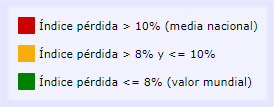 Índice pérdida > 10% (media nacional)
Índice pérdida > 8% y <= 10%
Índice pérdida <= 8% (valor mundial)